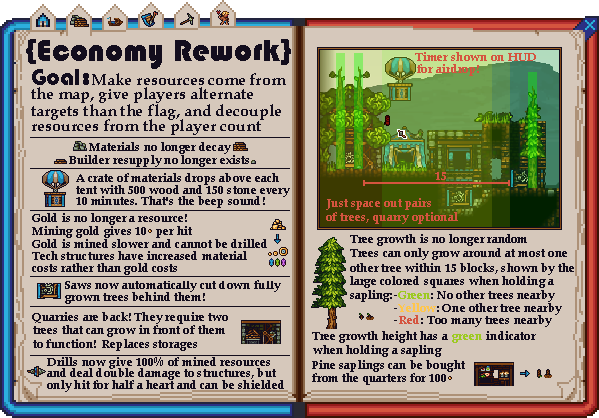 {Economy Rework}
Goal: Make resources come from
the map, give players alternate
targets than the flag, and decouple
resources from the player count
Materials no longer decay
Builder resupply no longer exists
A crate of materials drops above each
tent with 500 wood and 150 stone every
10 minutes. That's the beep sound!
Gold is no longer a resource!
Mining gold gives 10 per hit
Gold is mined slower and cannot be drilled
Tech structures have increased material
costs rather than gold costs
Saws now automatically cut down fully
grown trees behind them!
Quarries are back! They require two
trees that can grow in front of them
to function! Replaces storages
Drills now give 100% of mined resources
and deal double damage to structures, but
only hit for half a heart and can be shielded
Timer shown on HUD
for airdrop!
15
Just space out pairs
of trees, quarry optional
Tree growth is no longer random
Trees can only grow around at most one
other tree within 15 blocks, shown by the
large colored squares when holding a
sapling: -Green: No other trees nearby
-Yellow: One other tree nearby
-Red: Too many trees nearby
Tree growth height has a green indicator
when holding a sapling
Pine saplings can be bought
from the quarters for 100